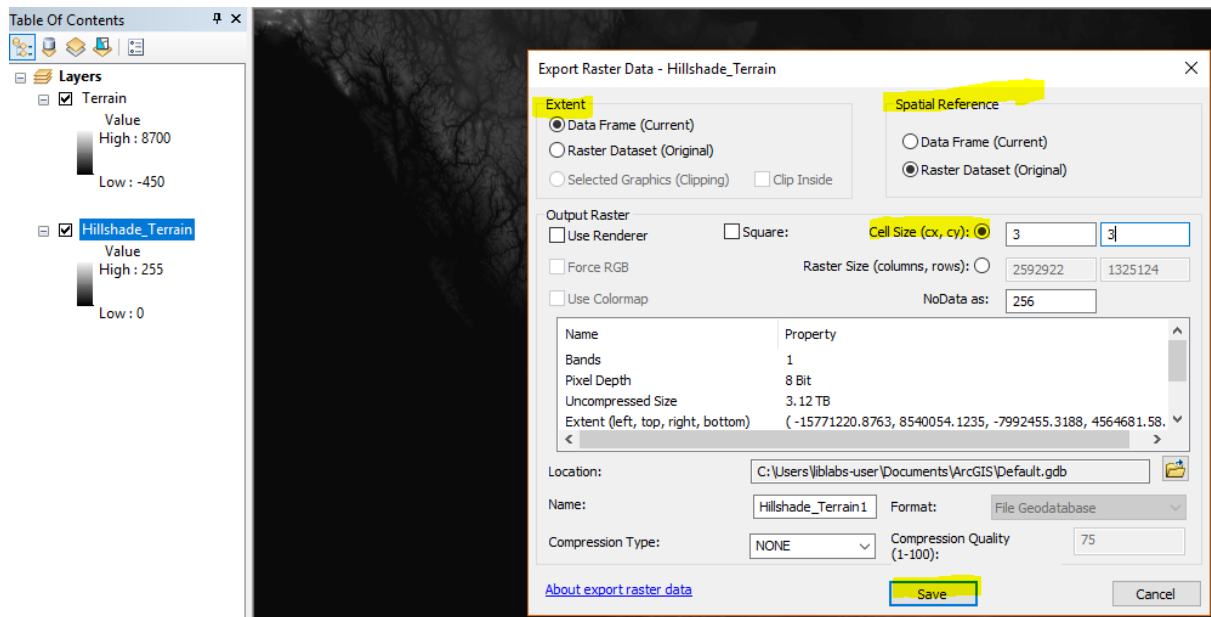 Table Of Contents
Layers
Terrain
Value
High : 8700
Low : -450
Hillshade_Terrain
Value
High : 255
Low : 0
Export Raster Data - Hillshade_Terrain
Extent
Data Frame (Current)
Raster Dataset (Original)
Selected Graphics (Clipping) Clip Inside
Spatial Reference
Data Frame (Current)
Raster Dataset (Original)
Output Raster
Use Renderer Square: Cell Size (cx, cy): 3 3
Force RGB Raster Size (columns, rows): 2592922 1325124
Use Colormap NoData as: 256
Name Property
Bands 1
Pixel Depth 8 Bit
Uncompressed Size 3.12 TB
Extent (left, top, right, bottom) ( -15771220.8763, 8540054.1235, -7992455.3188, 4564681.58.
Location: C:\Users\liblabs-user\Documents\ArcGIS\Default.gdb
Name: Hillshade_Terrain1 Format: File Geodatabase
Compression Type: NONE Compression Quality (1-100): 75
About export raster data Save Cancel